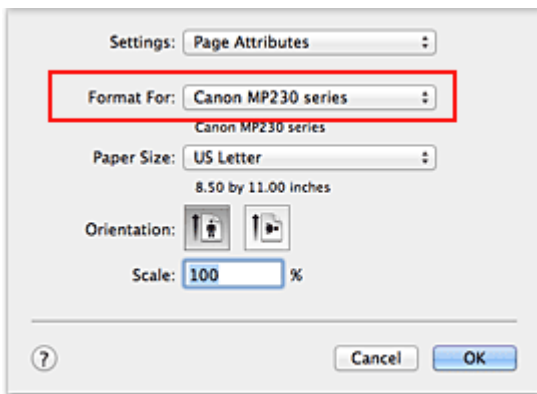 Settings: Page Attributes
Format For: Canon MP230 series
Canon MP230 series
Paper Size: US Letter
8.50 by 11.00 inches
Orientation:
Scale: 100 %
? Cancel OK